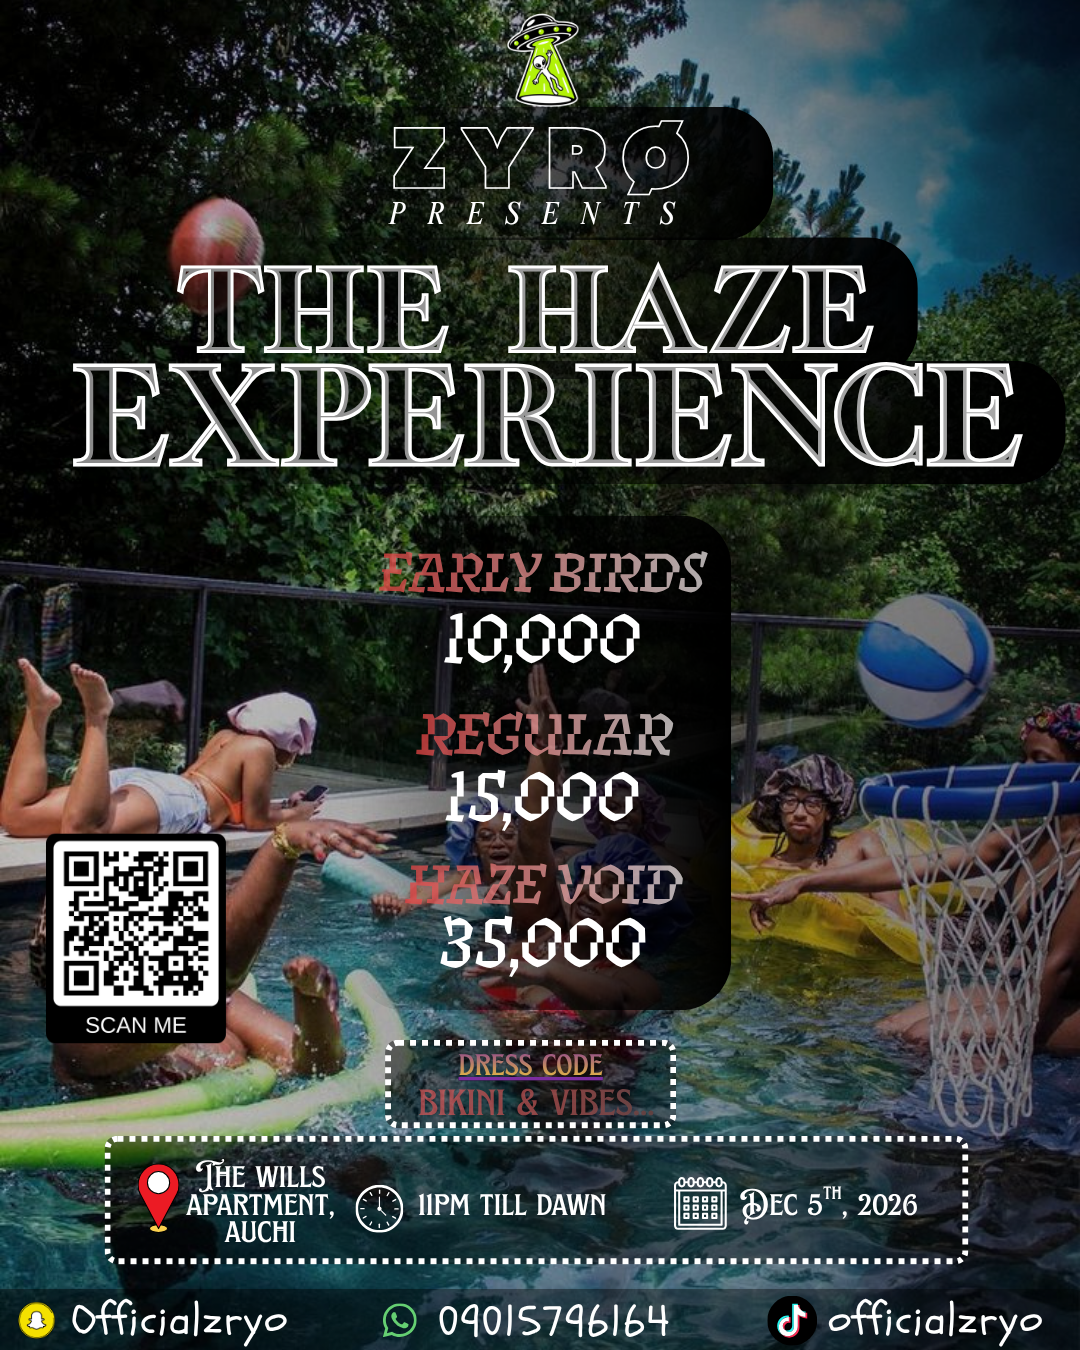 ZYRØ
PRESENTS
THE HAZE
EXPERIENCE
EARLY BIRDS
10,000
REGULAR
15,000
HAZE VOID
35,000
SCAN ME
DRESS CODE
BIKINI & VIBES...
THE WILLS
APARTMENT,
AUCHI
11PM TILL DAWN
DEC 5TH, 2026
Officialzryo
09015796164
officialzryo